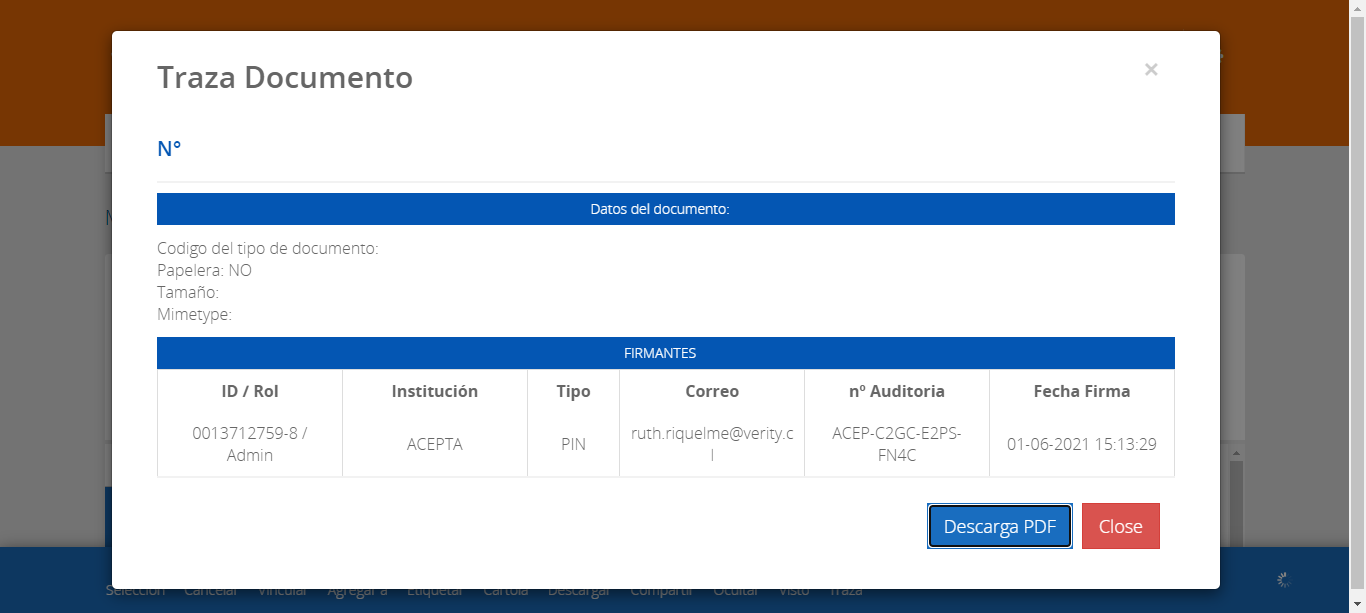 Traza Documento
×
N°
Datos del documento:
Codigo del tipo de documento:
Papelera: NO
Tamaño:
Mimetype:
FIRMANTES
ID / Rol Institución Tipo Correo nº Auditoria Fecha Firma
0013712759-8 / ruth.riquelme@verity.c ACEP-C2GC-E2PS-
ACEPTA PIN 01-06-2021 15:13:29
Admin l FN4C
Descarga PDF Close
Selección Cancelar Vincular Agregar a Etiquetar Cartola Descargar Compartir Ocultar Visto Traza